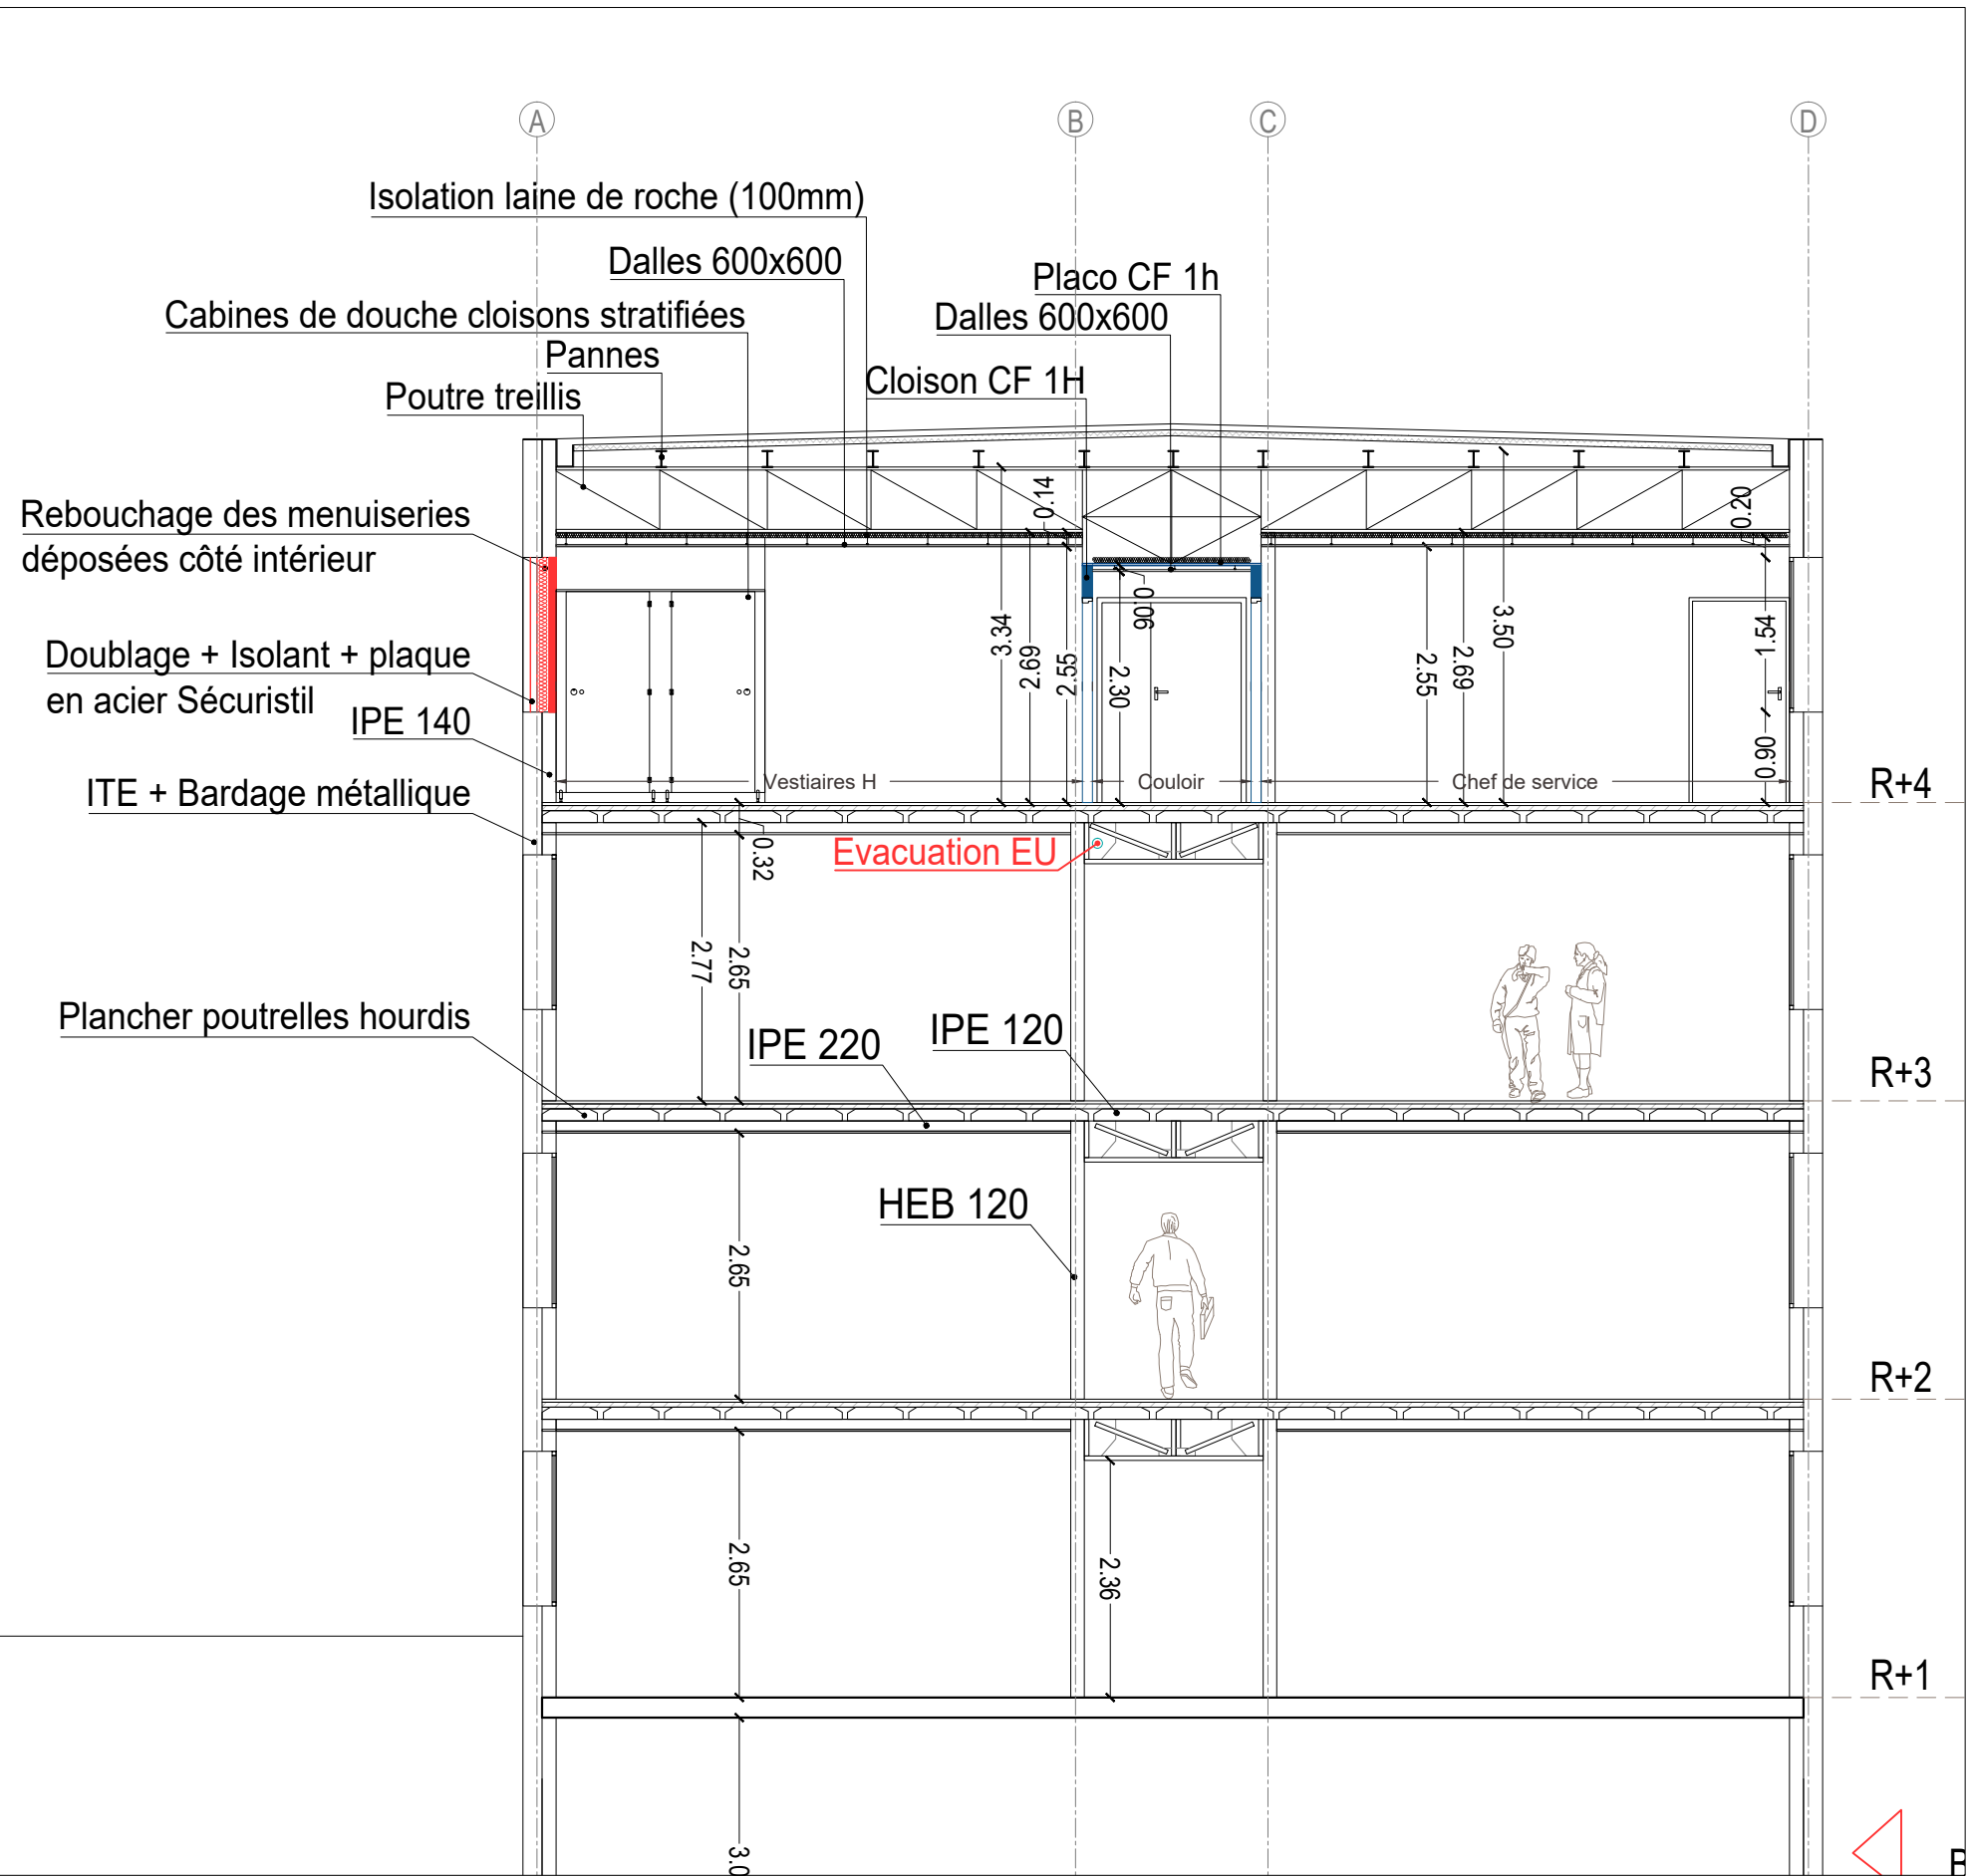 A
B
C
D
Isolation laine de roche (100mm)
Dalles 600x600
Placo CF 1h
Cabines de douche cloisons stratifiées
Dalles 600x600
Pannes
Cloison CF 1H
Poutre treillis
Rebouchage des menuiseries
déposées côté intérieur
0.14
0.20
Doublage + Isolant + plaque
en acier Sécuristil
IPE 140
ITE + Bardage métallique
3.34
2.69
2.55
0.06
2.30
3.50
2.55
2.69
1.54
0.90
Vestiaires H
Couloir
Chef de service
R+4
0.32
Evacuation EU
2.77
2.65
Plancher poutrelles hourdis
IPE 220
IPE 120
R+3
HEB 120
2.65
R+2
2.65
2.36
R+1
3.0